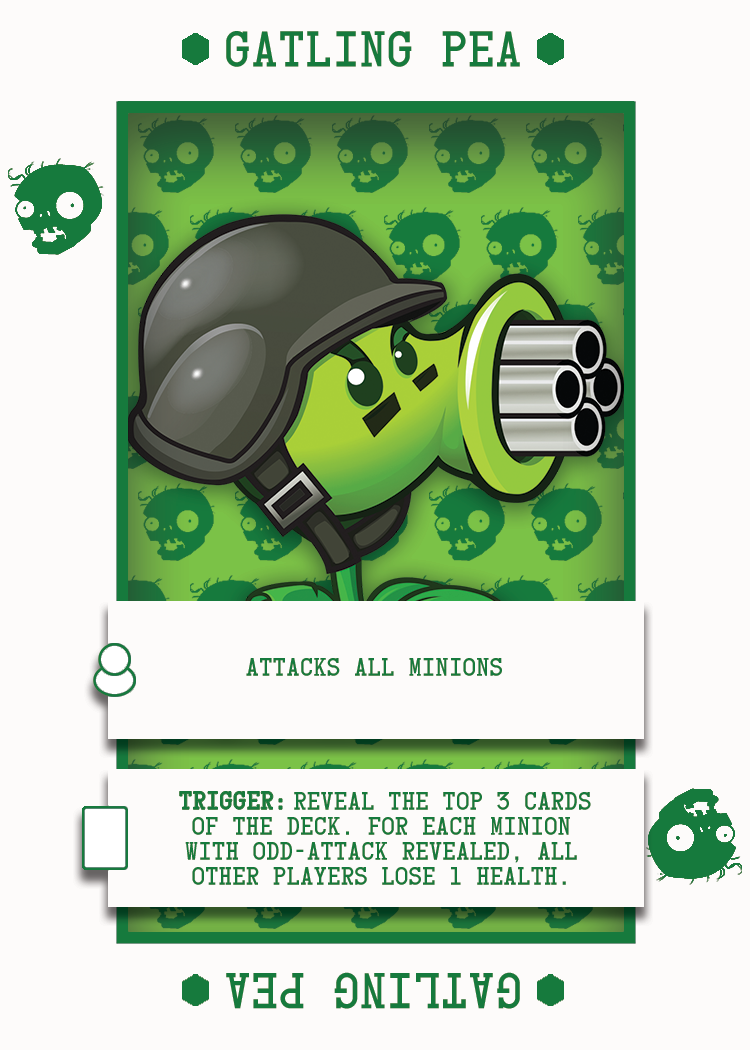 GATLING PEA
ATTACKS ALL MINIONS
TRIGGER: REVEAL THE TOP 3 CARDS
OF THE DECK. FOR EACH MINION
WITH ODD-ATTACK REVEALED, ALL
OTHER PLAYERS LOSE 1 HEALTH.
GATLING PEA